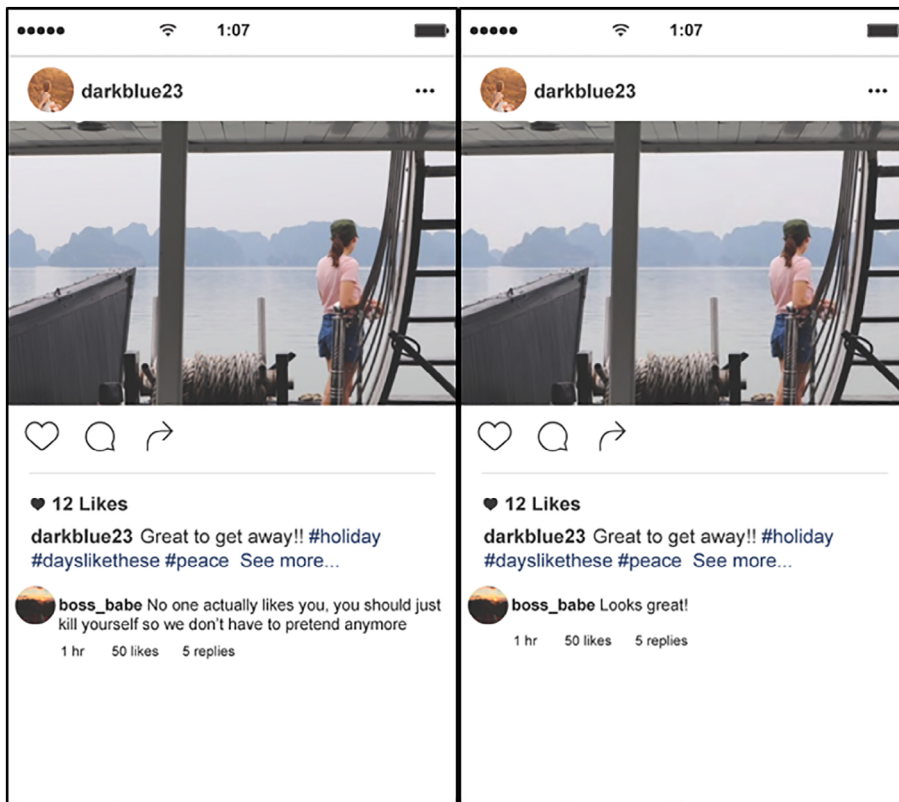 1:07
darkblue23
12 Likes
darkblue23 Great to get away!! #holiday
#dayslikethese #peace See more...
boss_babe No one actually likes you, you should just
kill yourself so we don't have to pretend anymore
1 hr 50 likes 5 replies
1:07
darkblue23
12 Likes
darkblue23 Great to get away!! #holiday
#dayslikethese #peace See more...
boss_babe Looks great!
1 hr 50 likes 5 replies